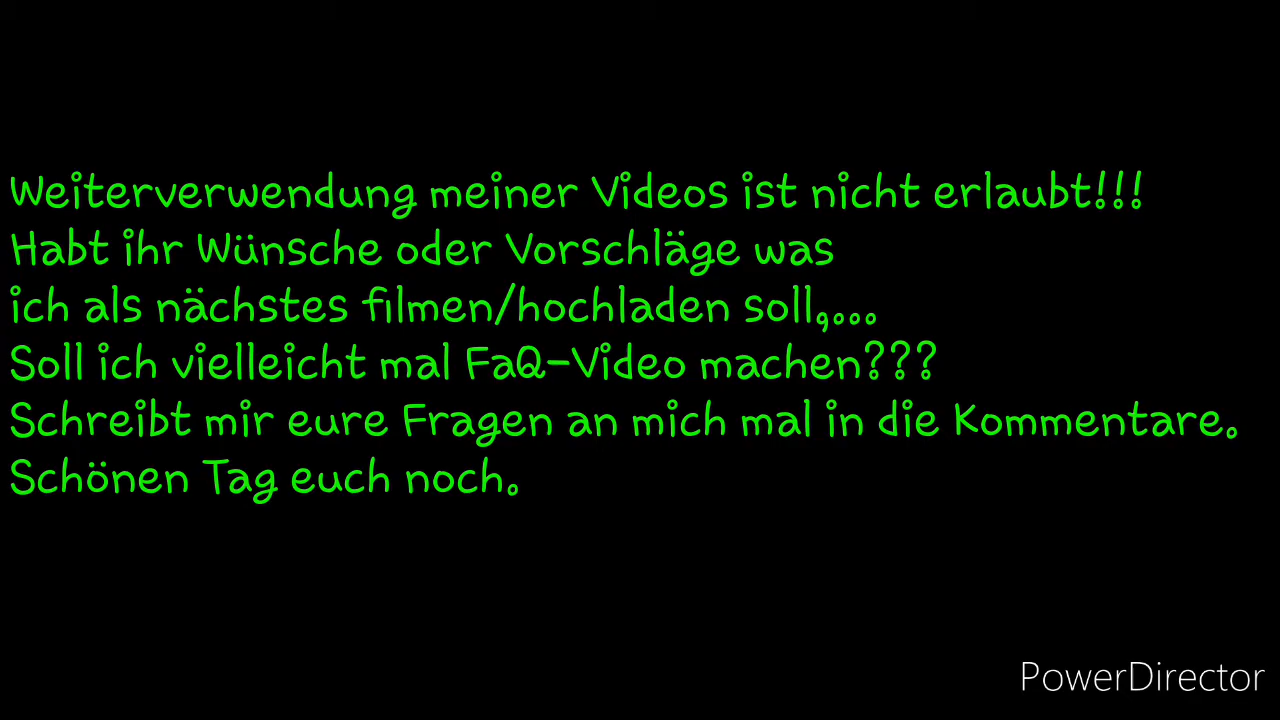 Weiterverwendung meiner Videos ist nicht erlaubt!!!
Habt ihr Wünsche oder Vorschläge was
ich als nächstes filmen/hochladen soll,...
Soll ich vielleicht mal FaQ-Video machen???
Schreibt mir eure Fragen an mich mal in die Kommentare.
Schönen Tag euch noch.
PowerDirector